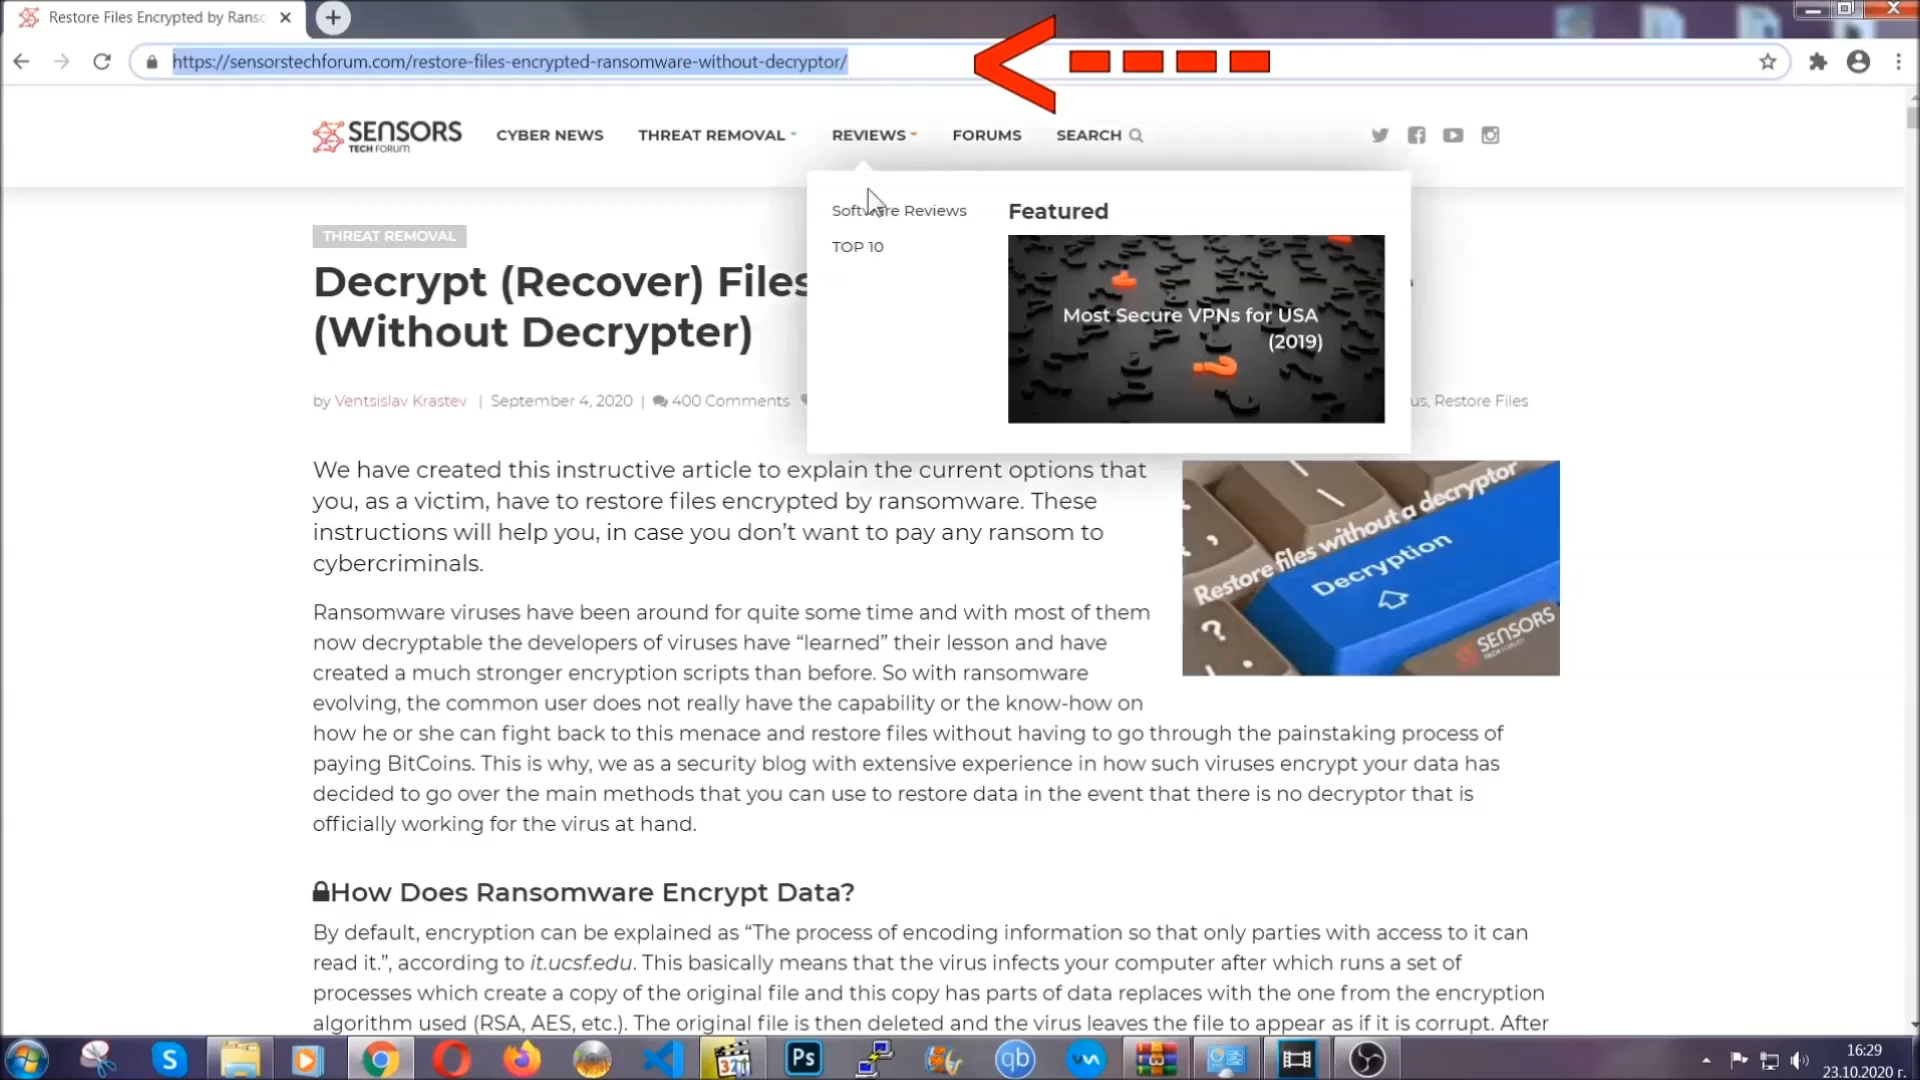 Restore Files Encrypted by Ranso
https://sensorstechforum.com/restore-files-encrypted-ransomware-without-decryptor/
SENSORS
TECH FORUM
CYBER NEWS
THREAT REMOVAL
REVIEWS
FORUMS
SEARCH
Software Reviews
TOP 10
Featured
Most Secure VPNs for USA
(2019)
THREAT REMOVAL
Decrypt (Recover) Files
(Without Decrypter)
by Ventsislav Krastev | September 4, 2020 | 400 Comments
us, Restore Files
We have created this instructive article to explain the current options that
you, as a victim, have to restore files encrypted by ransomware. These
instructions will help you, in case you don’t want to pay any ransom to
cybercriminals.
Restore files without a decryptor
Decryption
SENSORS
TECH FORUM
Ransomware viruses have been around for quite some time and with most of them
now decryptable the developers of viruses have “learned” their lesson and have
created a much stronger encryption scripts than before. So with ransomware
evolving, the common user does not really have the capability or the know-how on
how he or she can fight back to this menace and restore files without having to go through the painstaking process of
paying BitCoins. This is why, we as a security blog with extensive experience in how such viruses encrypt your data has
decided to go over the main methods that you can use to restore data in the event that there is no decryptor that is
officially working for the virus at hand.
How Does Ransomware Encrypt Data?
By default, encryption can be explained as “The process of encoding information so that only parties with access to it can
read it.”, according to it.ucsf.edu. This basically means that the virus infects your computer after which runs a set of
processes which create a copy of the original file and this copy has parts of data replaces with the one from the encryption
algorithm used (RSA, AES, etc.). The original file is then deleted and the virus leaves the file to appear as if it is corrupt. After
S
321
Ps
qb
16:29
23.10.2020 г.